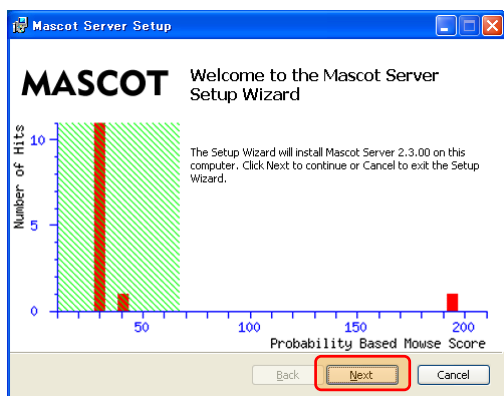 Mascot Server Setup
MASCOT
Welcome to the Mascot Server
Setup Wizard
The Setup Wizard will install Mascot Server 2.3.00 on this
computer. Click Next to continue or Cancel to exit the Setup
Wizard.
Number of Hits
10
5
0
50
100
150
200
Probability Based Mowse Score
Back
Next
Cancel